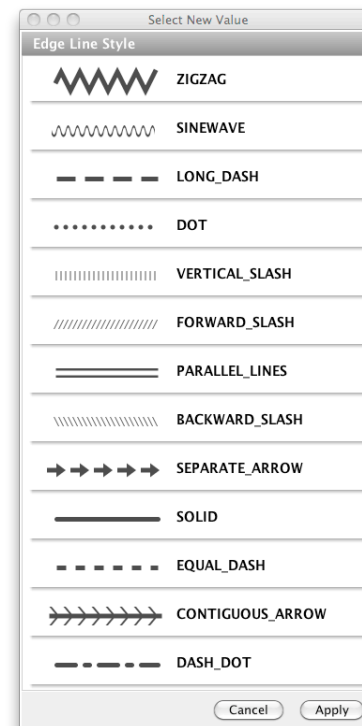 Select New Value
Edge Line Style
ZIGZAG
SINEWAVE
LONG_DASH
DOT
VERTICAL_SLASH
FORWARD_SLASH
PARALLEL_LINES
BACKWARD_SLASH
SEPARATE_ARROW
SOLID
EQUAL_DASH
CONTIGUOUS_ARROW
DASH_DOT
Cancel Apply